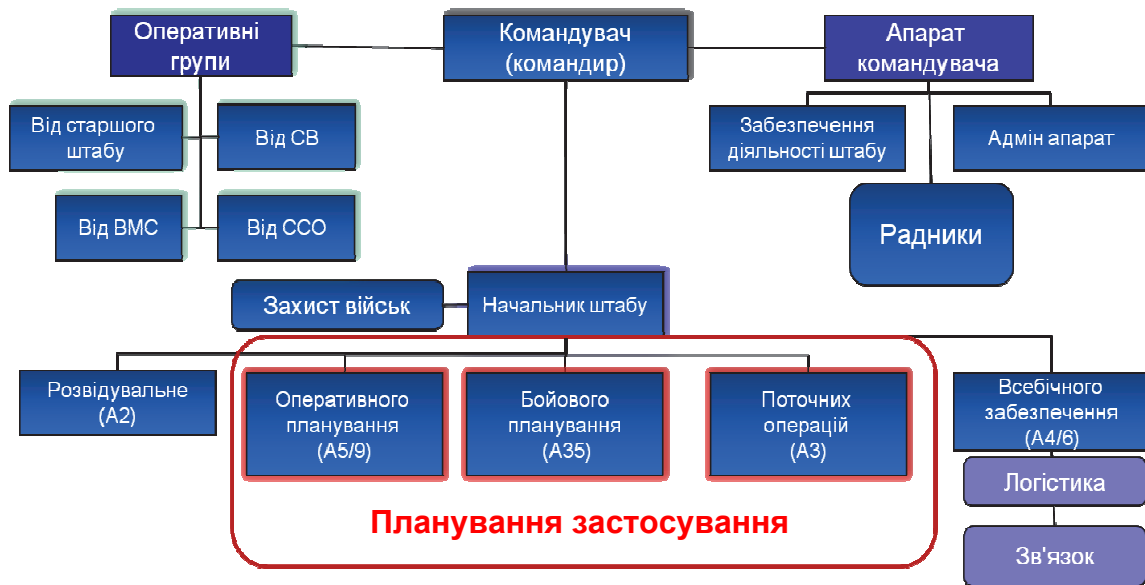 Оперативні
групи
Командувач
(командир)
Апарат
командувача
Від старшого
штабу
Від СВ
Забезпечення
діяльності штабу
Адмін апарат
Від ВМС
Від ССО
Радники
Захист військ
Начальник штабу
Розвідувальне
(А2)
Оперативного
планування
(А5/9)
Бойового
планування
(А35)
Поточних
операцій
(А3)
Всебічного
забезпечення
(А4/6)
Планування застосування
Логістика
Зв'язок